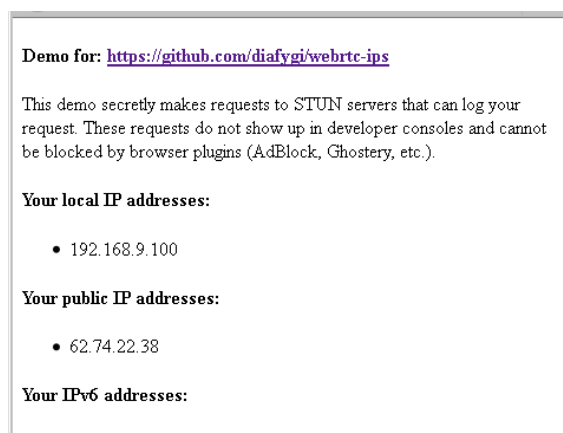 Demo for: https://github.com/diafygi/webrtc-ips
This demo secretly makes requests to STUN servers that can log your
request. These requests do not show up in developer consoles and cannot
be blocked by browser plugins (AdBlock, Ghostery, etc.).
Your local IP addresses:
• 192.168.9.100
Your public IP addresses:
• 62.74.22.38
Your IPv6 addresses: